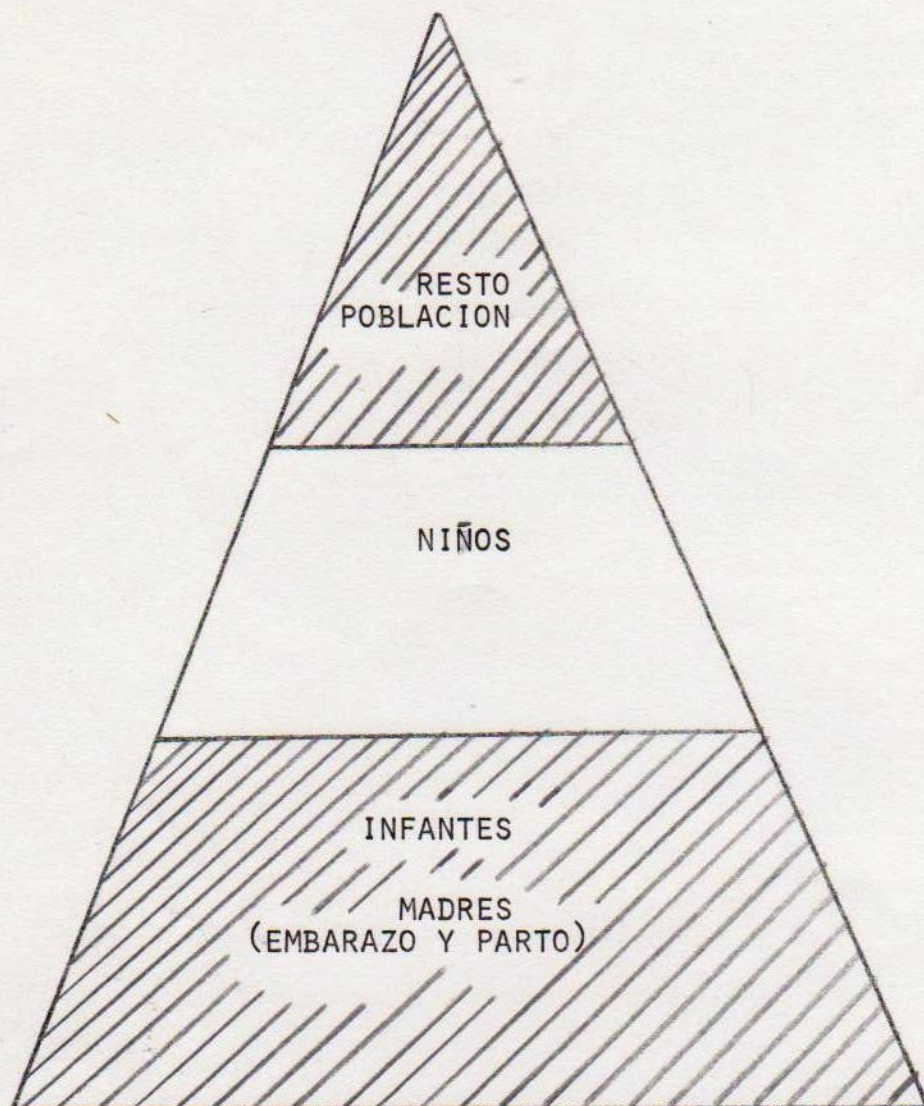 RESTO
POBLACION
NIÑOS
INFANTES
MADRES
(EMBARAZO Y PARTO)